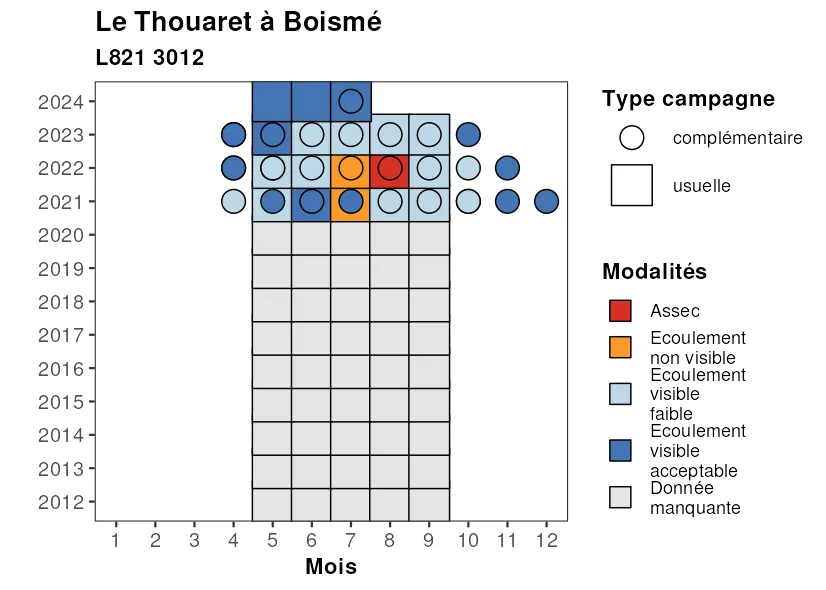 Le Thouaret à Boismé
L821 3012
2024
2023
2022
2021
2020
2019
2018
2017
2016
2015
2014
2013
2012
1 2 3 4 5 6 7 8 9 10 11 12
Mois
Type campagne
complémentaire
usuelle
Modalités
Assec
Ecoulement
non visible
Ecoulement
visible
faible
Ecoulement
visible
acceptable
Donnée
manquante